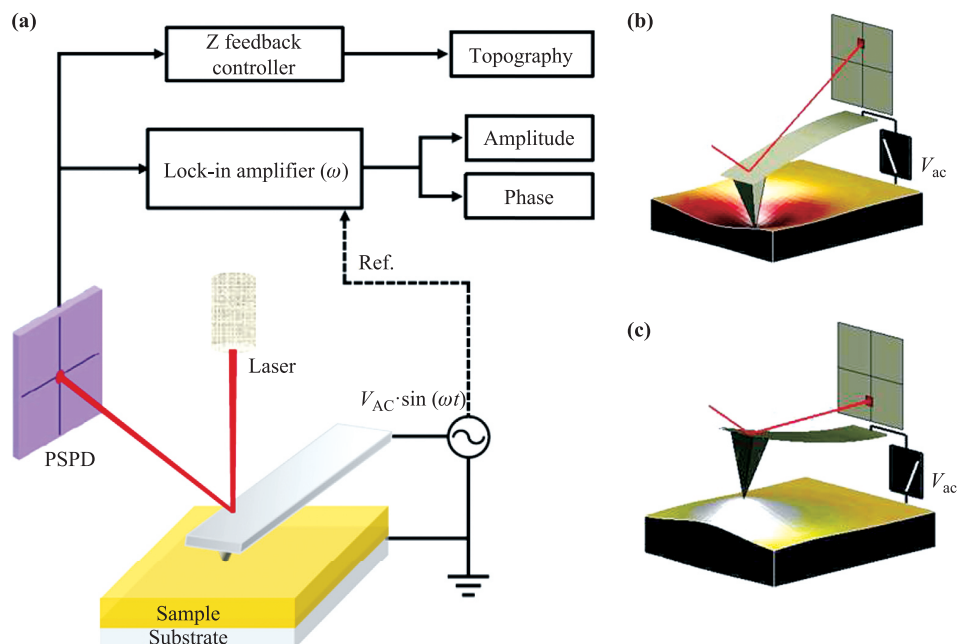 (a)
Z feedback
controller
Topography
Lock-in amplifier (ω)
Amplitude
Phase
Ref.
Laser
V_AC·sin (ωt)
PSPD
Sample
Substrate
(b)
V_ac
(c)
V_ac